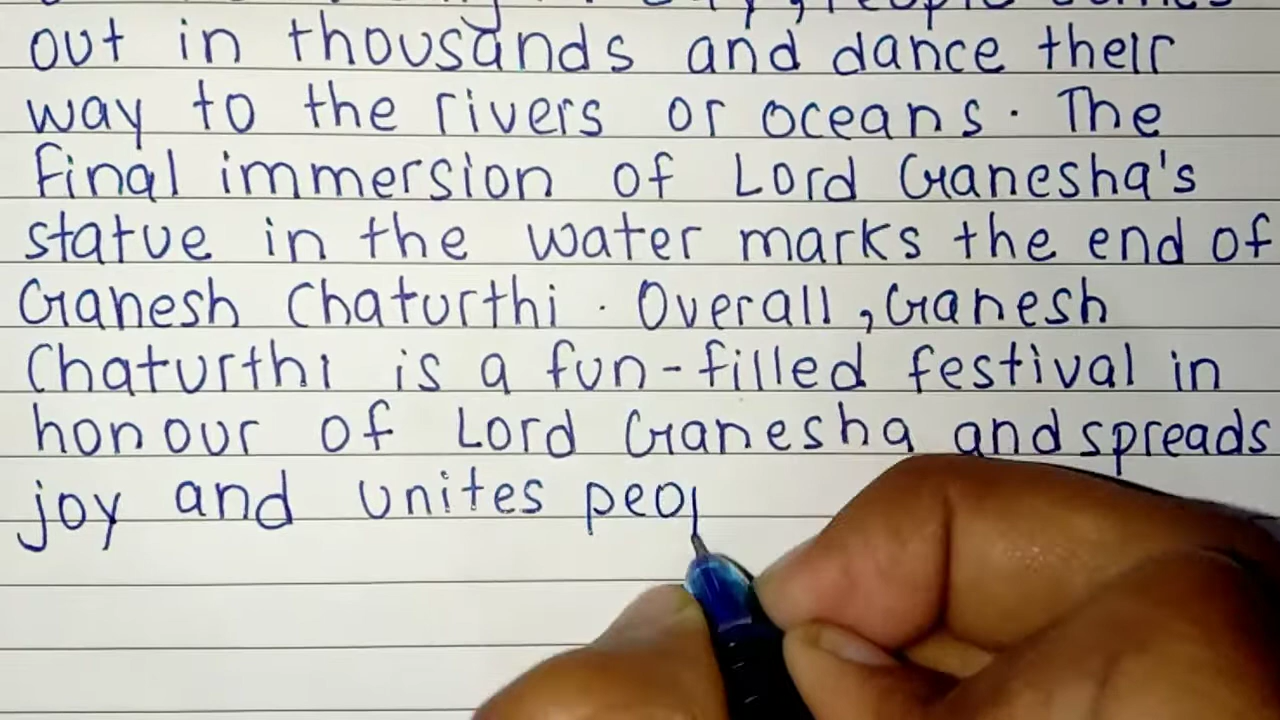 out in thousands and dance their
way to the rivers or oceans. The
final immersion of Lord Ganesha's
statue in the water marks the end of
Ganesh Chaturthi. Overall, Ganesh
Chaturthi is a fun-filled festival in
honour of Lord Ganesha and spreads
joy and unites peop